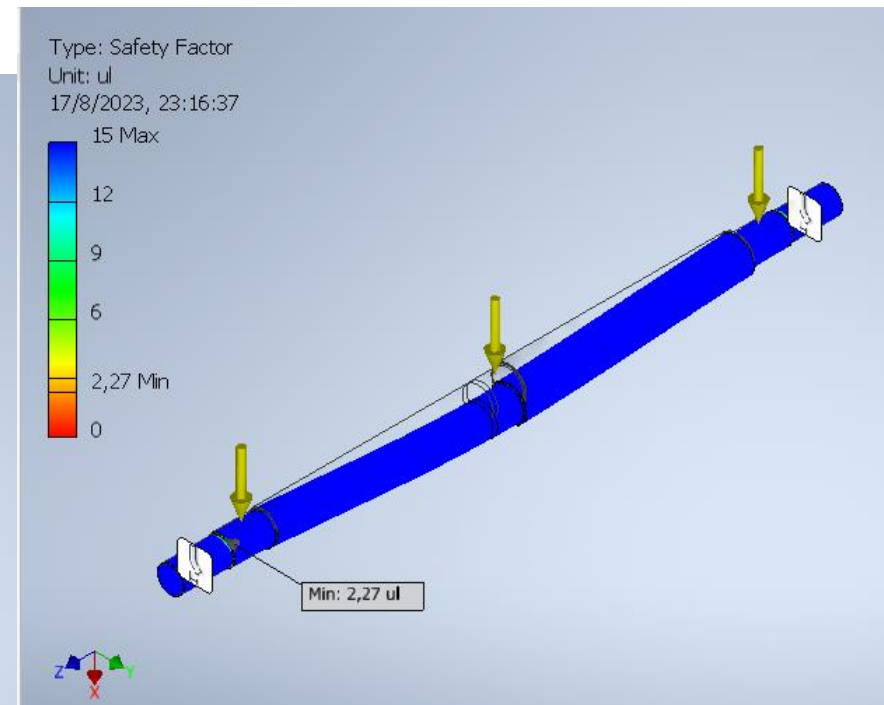 Type: Safety Factor
Unit: ul
17/8/2023, 23:16:37
15 Max
12
9
6
2,27 Min
0
Min: 2,27 ul
Z
Y
X